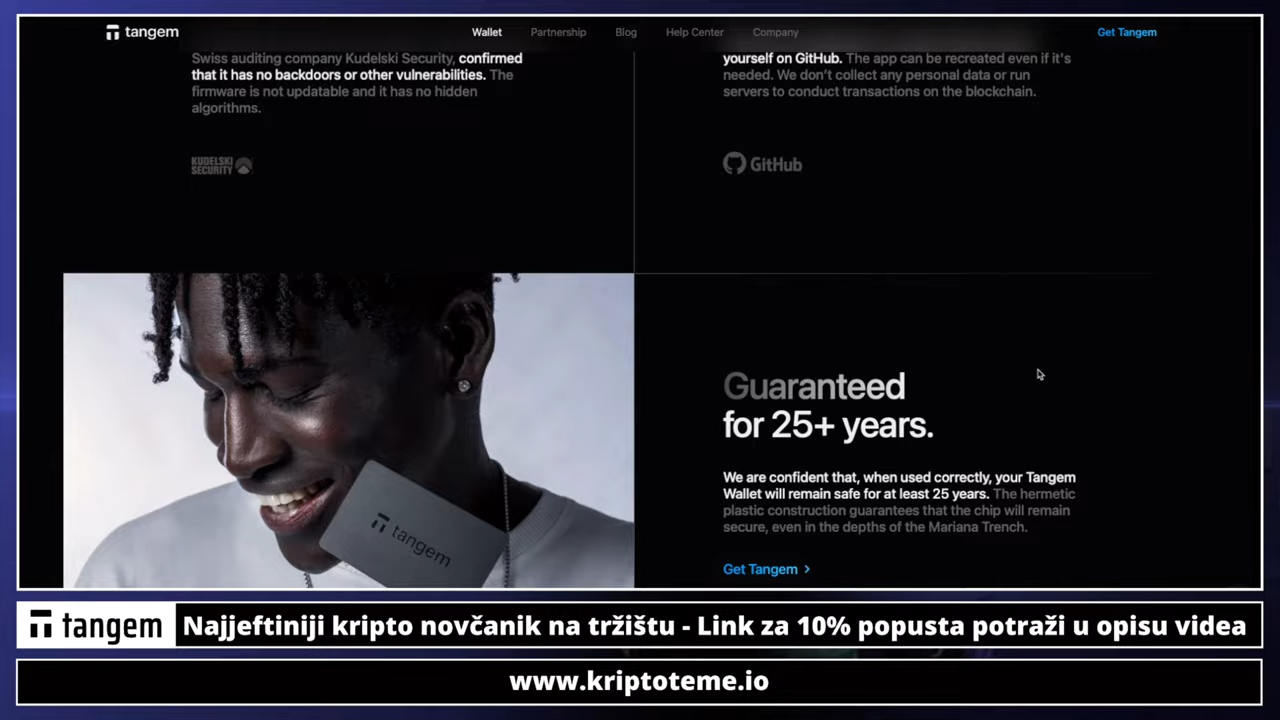 tangem
Wallet
Partnership
Blog
Help Center
Company
Get Tangem
Swiss auditing company Kudelski Security, confirmed
that it has no backdoors or other vulnerabilities. The
firmware is not updatable and it has no hidden
algorithms.
KUDELSKI
SECURITY
yourself on GitHub. The app can be recreated even if it's
needed. We don't collect any personal data or run
servers to conduct transactions on the blockchain.
GitHub
tangem
Guaranteed
for 25+ years.
We are confident that, when used correctly, your Tangem
Wallet will remain safe for at least 25 years. The hermetic
plastic construction guarantees that the chip will remain
secure, even in the depths of the Mariana Trench.
Get Tangem >
tangem
Najjeftiniji kripto novčanik na tržištu - Link za 10% popusta potraži u opisu videa
www.kriptoteme.io